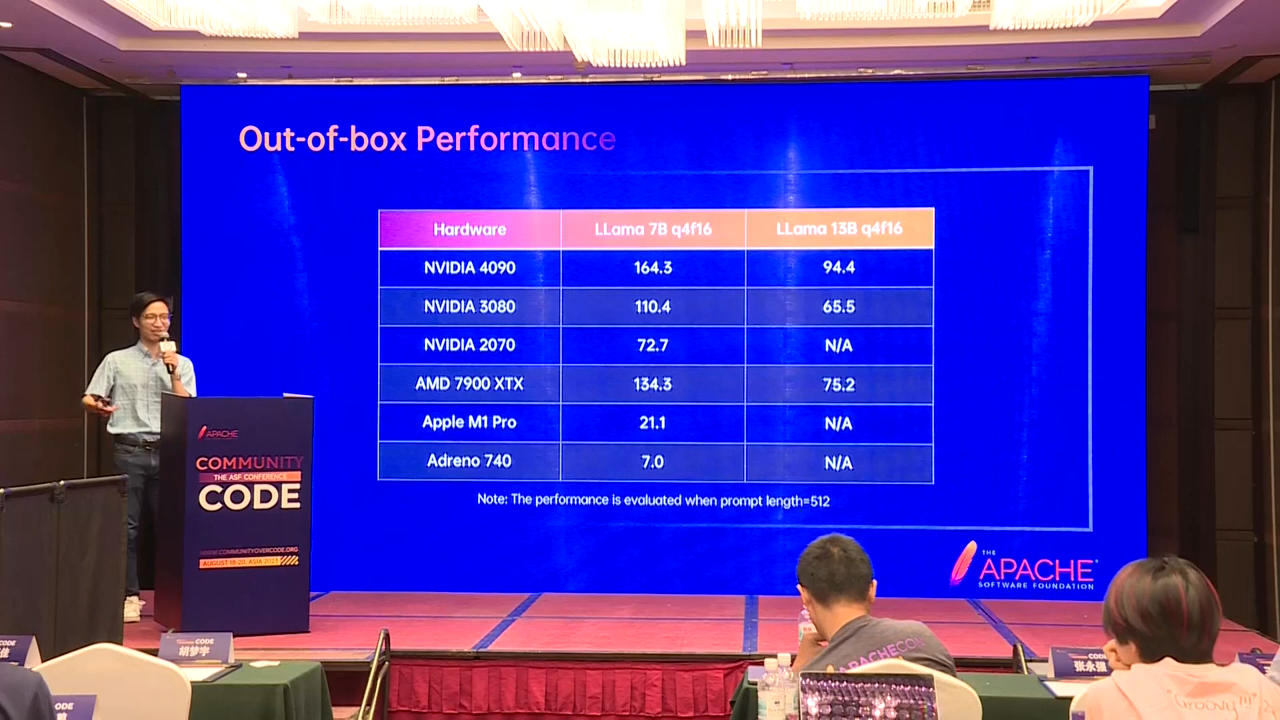 Out-of-box Performance
Hardware LLama 7B q4f16 LLama 13B q4f16
NVIDIA 4090 164.3 94.4
NVIDIA 3080 110.4 65.5
NVIDIA 2070 72.7 N/A
AMD 7900 XTX 134.3 75.2
Apple M1 Pro 21.1 N/A
Adreno 740 7.0 N/A
Note: The performance is evaluated when prompt length=512
THE
APACHE
SOFTWARE FOUNDATION
APACHE
COMMUNITY
THE ASF CONFERENCE
CODE
WWW.COMMUNITYOVERCODE.ORG
AUGUST 18-20, ASIA 2023
CODE
CODE
胡梦宇
CODE
张永强
ODE
APACHECON
Groovy